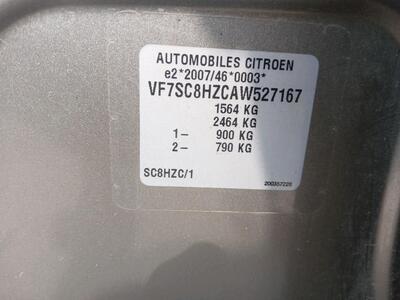 AUTOMOBILES CITROEN
e2*2007/46*0003*
VF7SC8HZCAW527167
1564 KG
2464 KG
1– 900 KG
2– 790 KG
SC8HZC/1
200357225